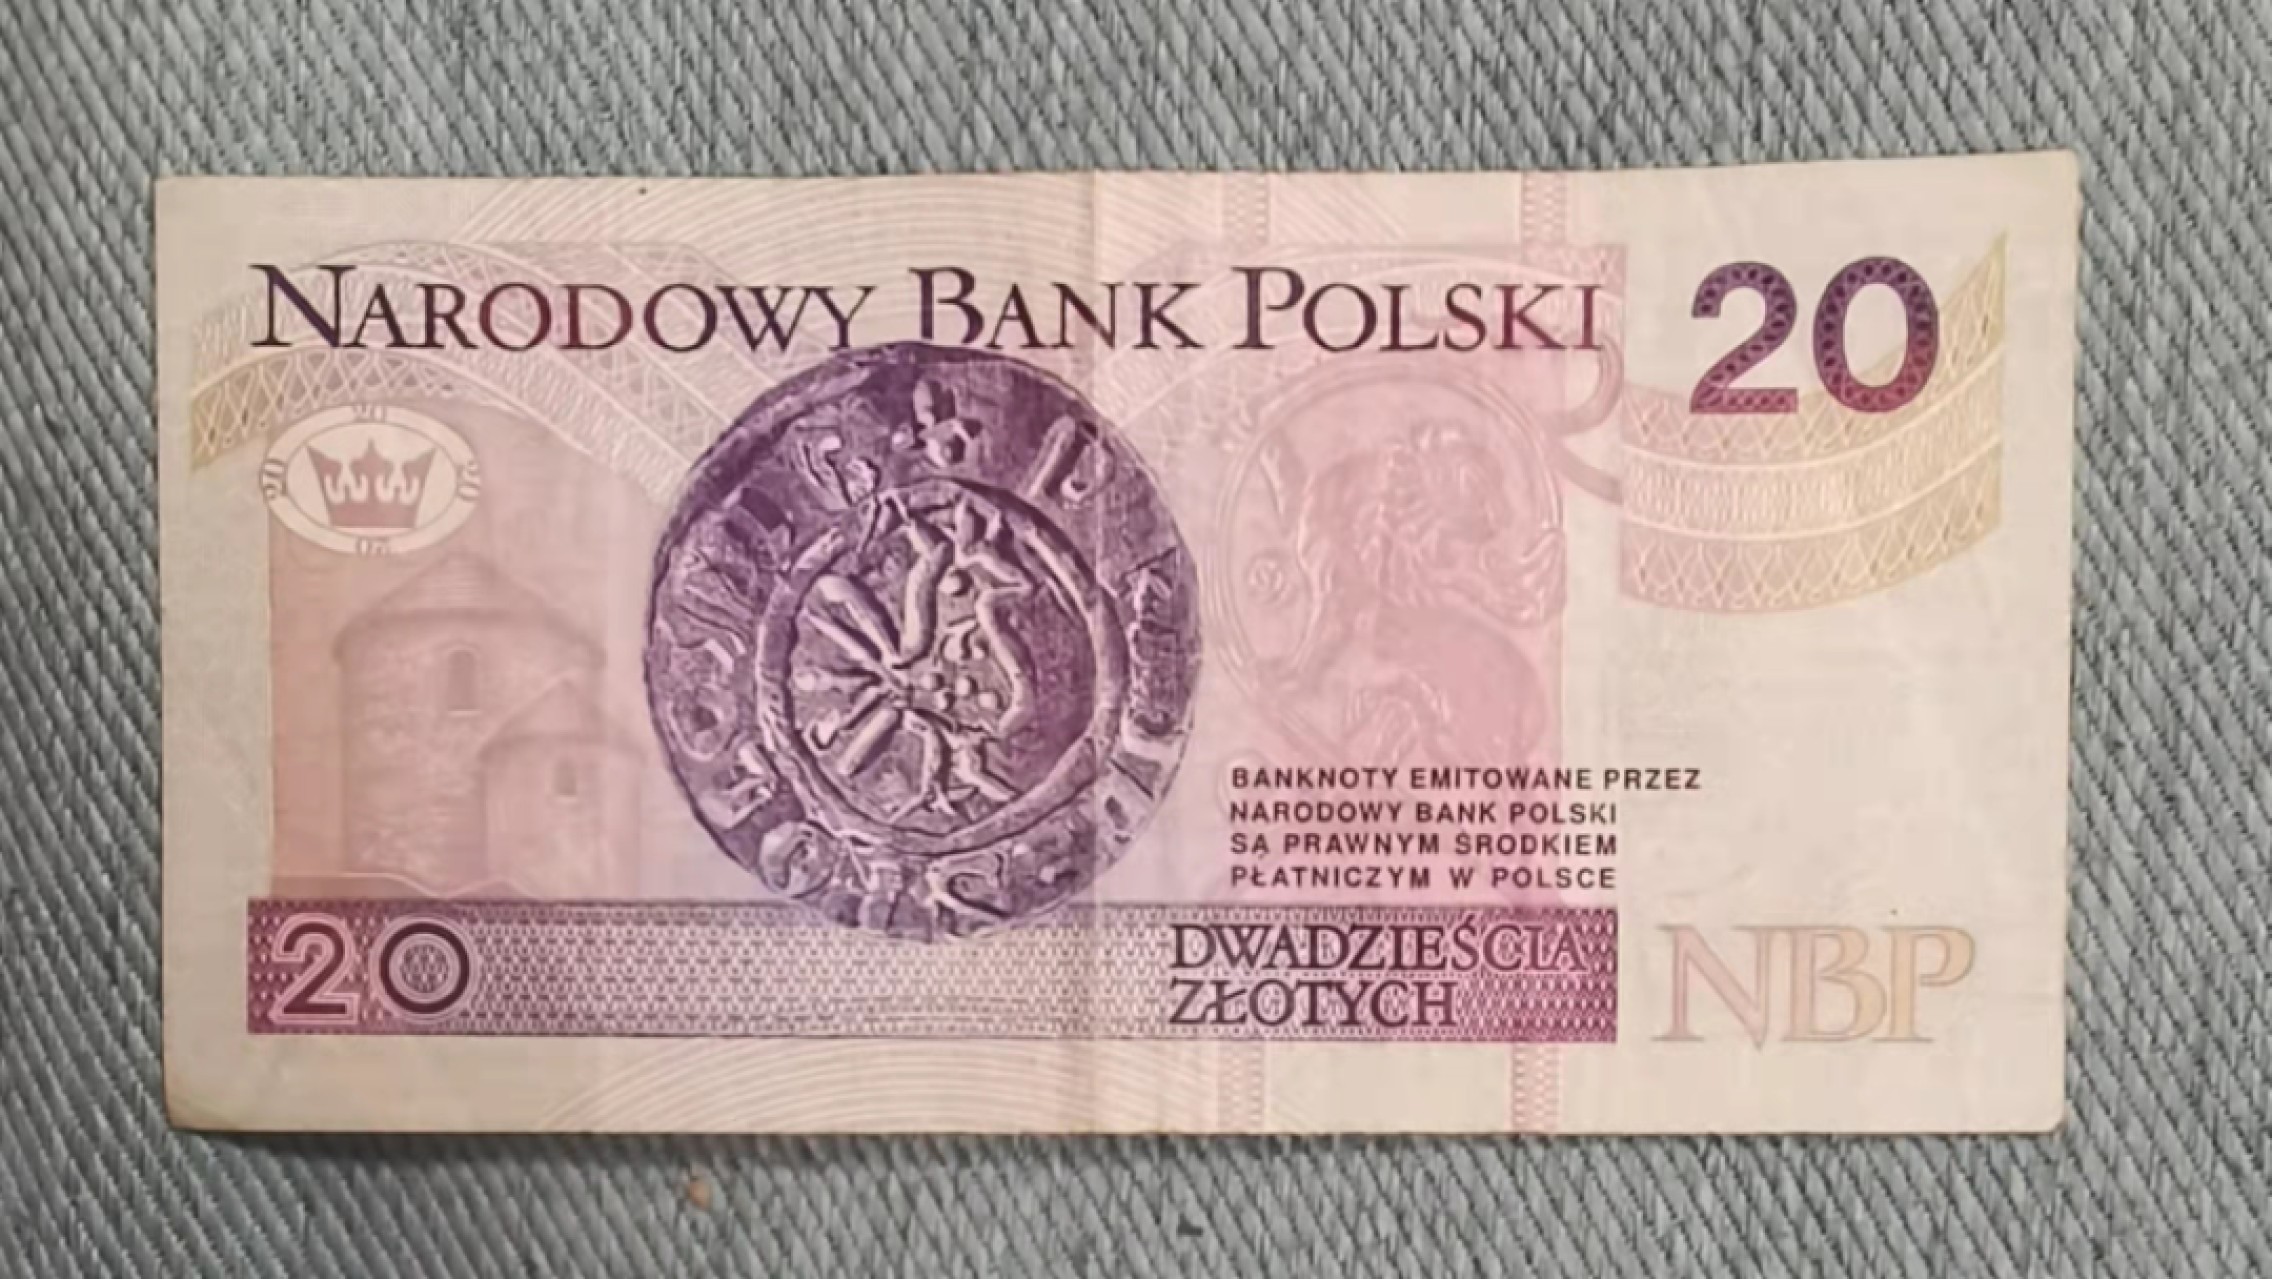 NARODOWY BANK POLSKI
20
BANKNOTY EMITOWANE PRZEZ
NARODOWY BANK POLSKI
SĄ PRAWNYM ŚRODKIEM
PŁATNICZYM W POLSCE
20
DWADZIEŚCIA
ZŁOTYCH
NBP